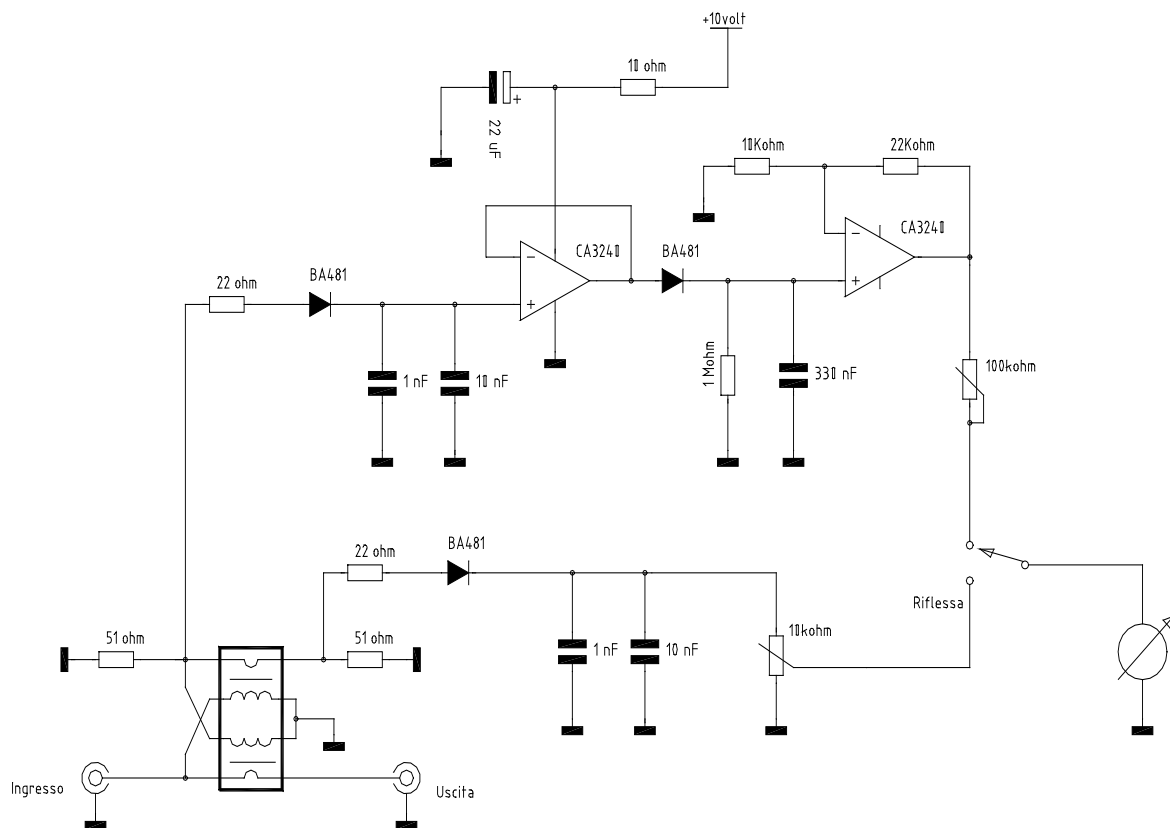 +10volt
10 ohm
+
22 uF
10Kohm
22Kohm
CA3240
CA3240
BA481
-
+
BA481
22 ohm
-
+
1 nF
10 nF
1 Mohm
330 nF
100kohm
BA481
22 ohm
Riflessa
51 ohm
51 ohm
1 nF
10 nF
10kohm
Ingresso
Uscita